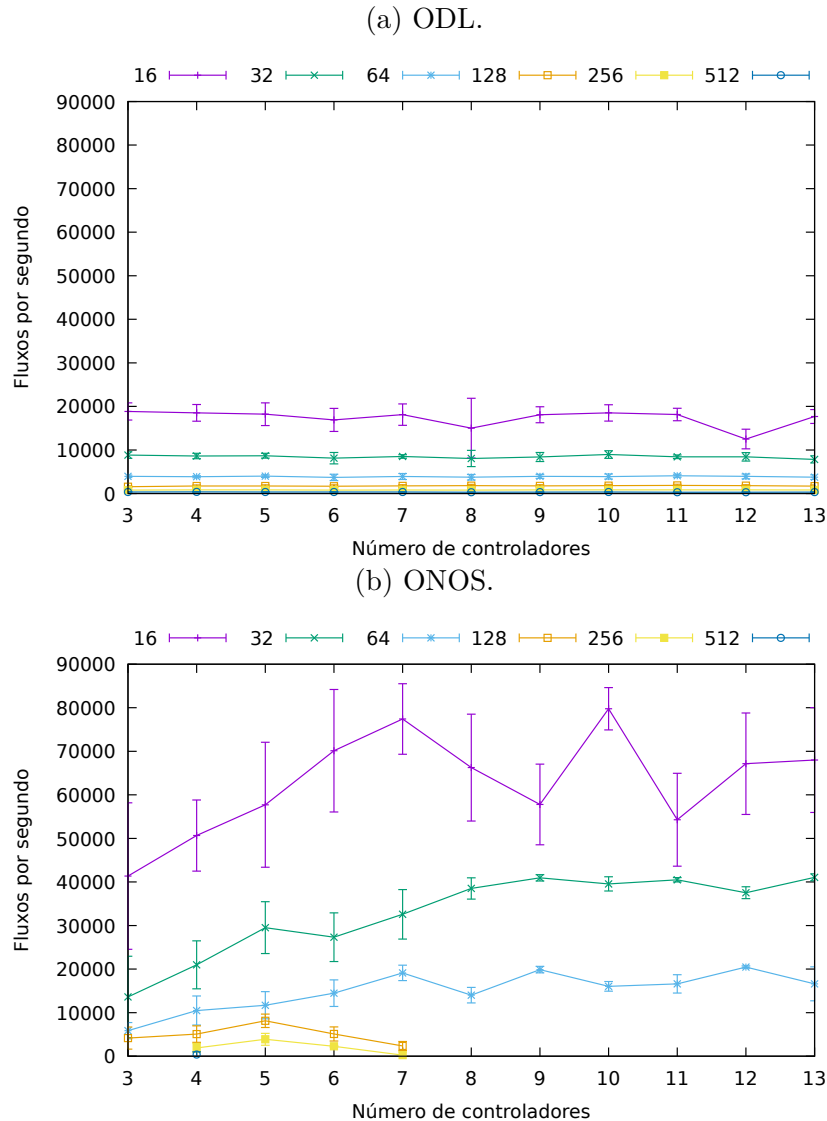 (a) ODL.
16 32 64 128 256 512
90000
80000
70000
60000
50000
40000
30000
20000
10000
0
Fluxos por segundo
3 4 5 6 7 8 9 10 11 12 13
Número de controladores
(b) ONOS.
16 32 64 128 256 512
90000
80000
70000
60000
50000
40000
30000
20000
10000
0
Fluxos por segundo
3 4 5 6 7 8 9 10 11 12 13
Número de controladores